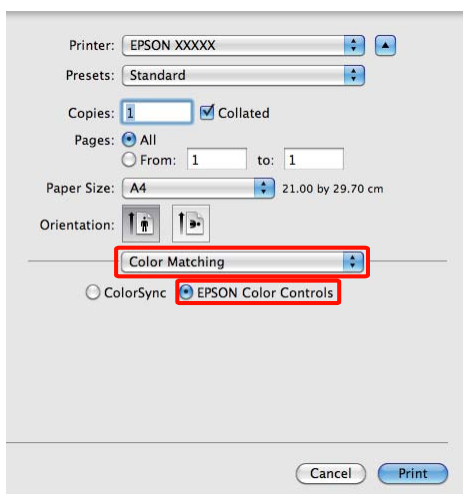 Printer: EPSON XXXXX
Presets: Standard
Copies: 1 Collated
Pages: All
From: 1 to: 1
Paper Size: A4 21.00 by 29.70 cm
Orientation:
Color Matching
ColorSync EPSON Color Controls
Cancel Print